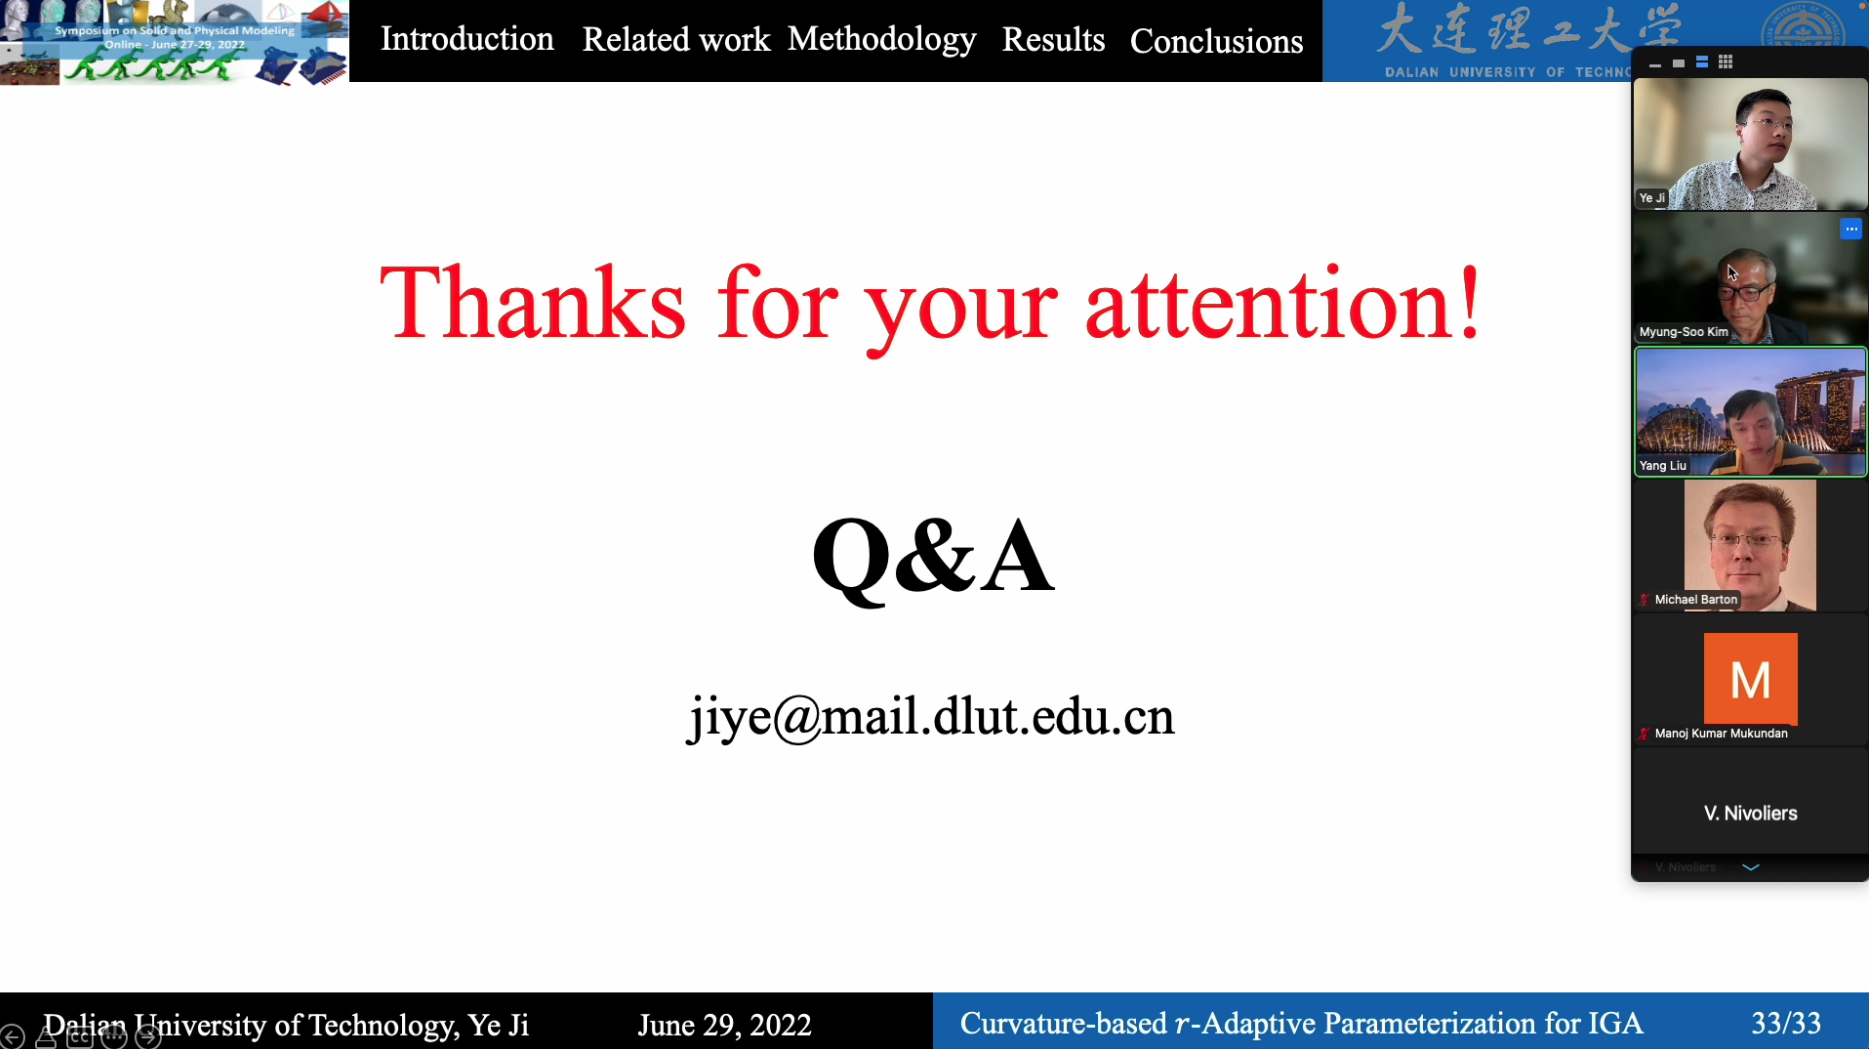 Symposium on Solid and Physical Modeling
Online - June 27-29, 2022
Introduction Related work Methodology Results Conclusions
大连理工大学
DALIAN UNIVERSITY OF TECHNO
Ye Ji
Myung-Soo Kim
Yang Liu
Michael Barton
M
Manoj Kumar Mukundan
V. Nivoliers
V. Nivoliers
Thanks for your attention!
Q&A
jiye@mail.dlut.edu.cn
Dalian University of Technology, Ye Ji
June 29, 2022
Curvature-based r-Adaptive Parameterization for IGA
33/33
CC